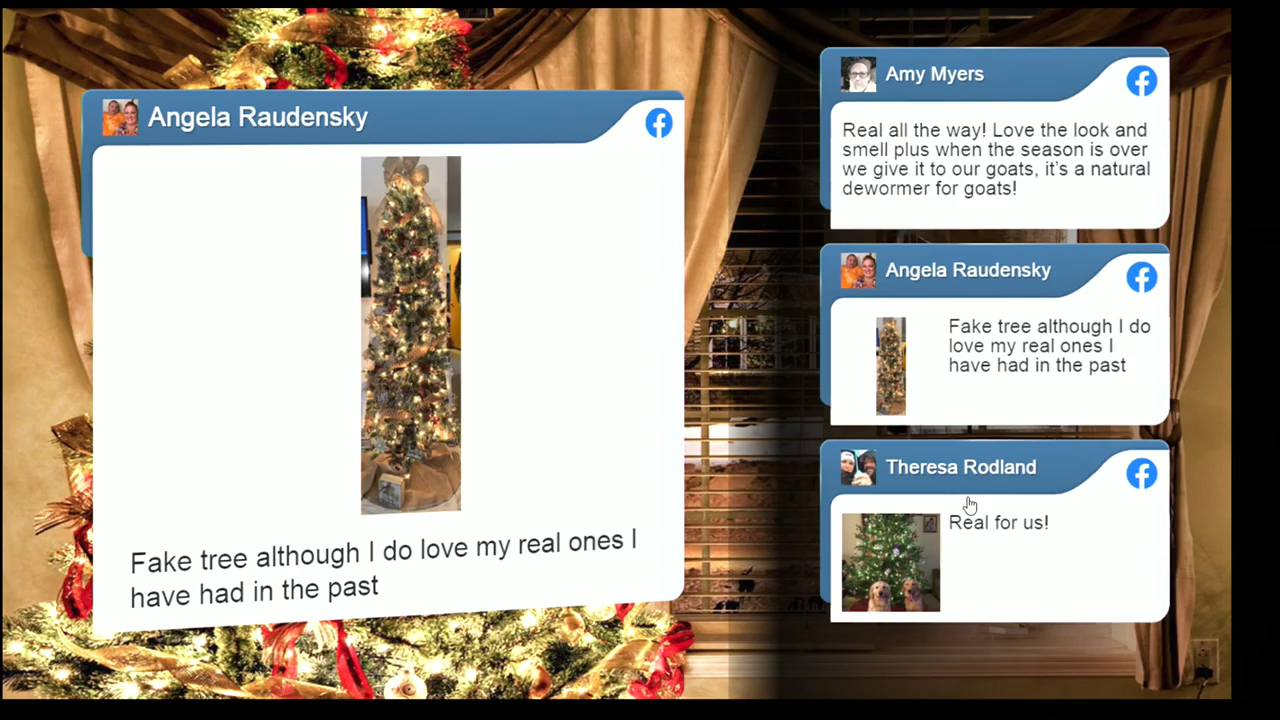 Angela Raudensky
Fake tree although I do love my real ones I
have had in the past
Amy Myers
Real all the way! Love the look and
smell plus when the season is over
we give it to our goats, it's a natural
dewormer for goats!
Angela Raudensky
Fake tree although I do
love my real ones I
have had in the past
Theresa Rodland
Real for us!